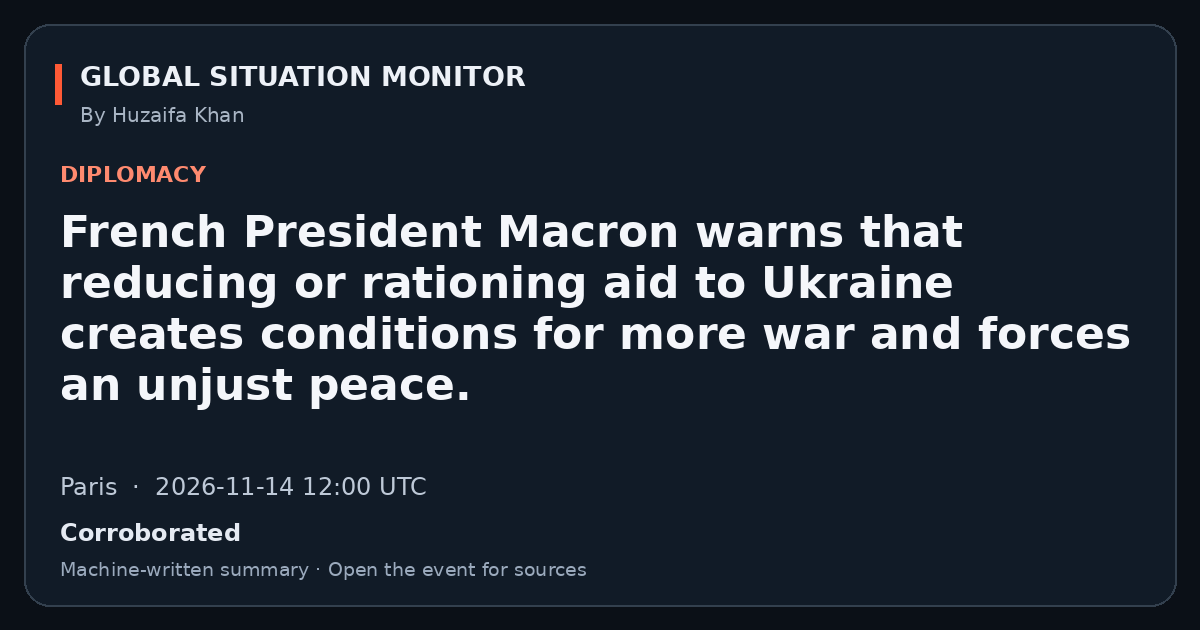 GLOBAL SITUATION MONITOR
By Huzaifa Khan
DIPLOMACY
French President Macron warns that
reducing or rationing aid to Ukraine
creates conditions for more war and forces
an unjust peace.
Paris · 2026-11-14 12:00 UTC
Corroborated
Machine-written summary · Open the event for sources